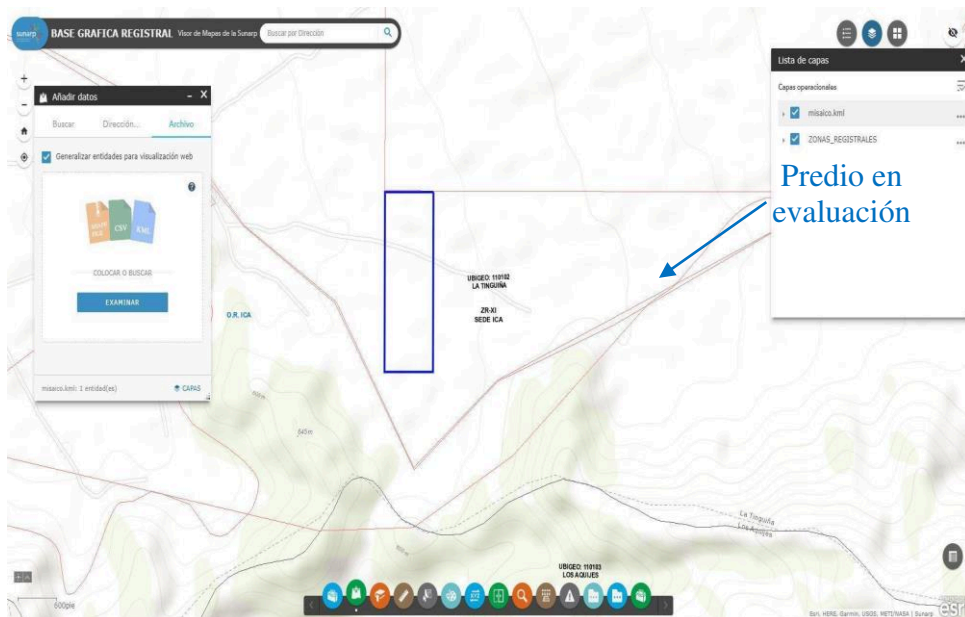 sunarp
BASE GRAFICA REGISTRAL Visor de Mapas de la Sunarp
Buscar por Dirección
Lista de capas
Capas operacionales
misaico.kml
ZONAS_REGISTRALES
Añadir datos
Buscar Dirección... Archivo
Generalizar entidades para visualización web
CSV KML
COLOCAR O BUSCAR
EXAMINAR
misaico.kml: 1 entidad(es) CAPAS
Predio en
evaluación
UBIGEO: 110102
LA TINGUIÑA
ZR-XI
SEDE ICA
O.R. ICA
La Tinguiña
Los Aquijes
UBIGEO: 110103
LOS AQUIJES
600pie
Esri, HERE, Garmin, USGS, METI/NASA | Sunarp
esri